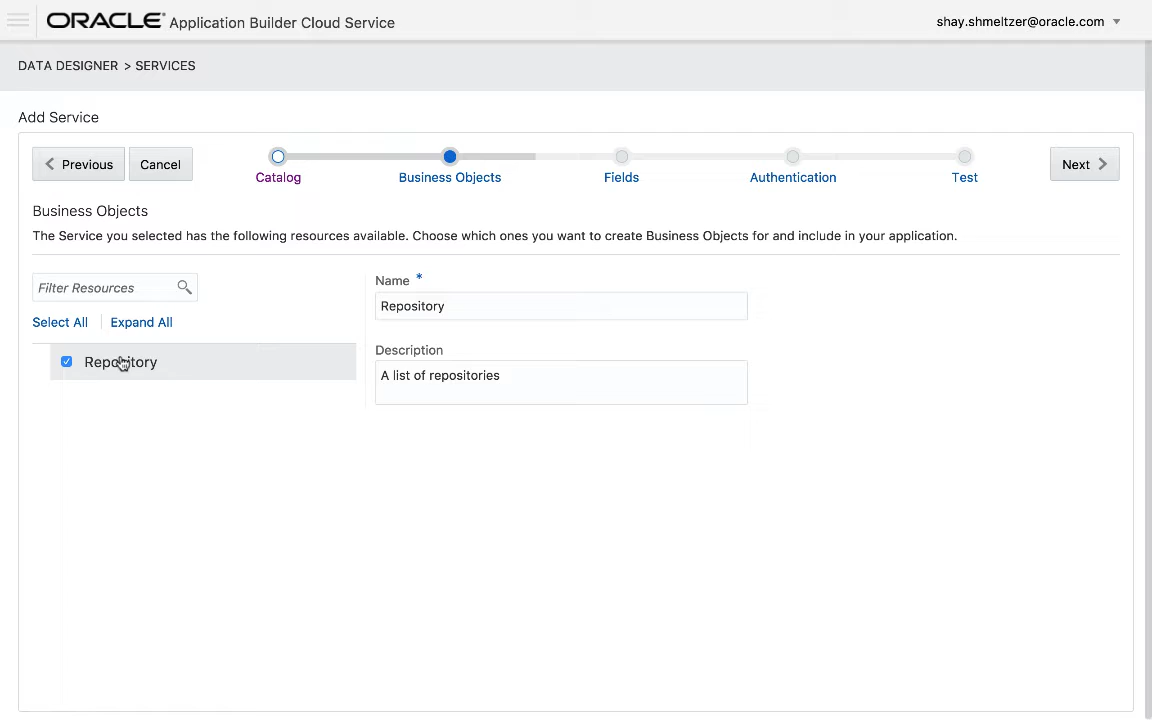 ORACLE® Application Builder Cloud Service
shay.shmeltzer@oracle.com
DATA DESIGNER > SERVICES
Add Service
Previous
Cancel
Catalog
Business Objects
Fields
Authentication
Test
Next
Business Objects
The Service you selected has the following resources available. Choose which ones you want to create Business Objects for and include in your application.
Filter Resources
Select All
Expand All
Repository
Name *
Repository
Description
A list of repositories